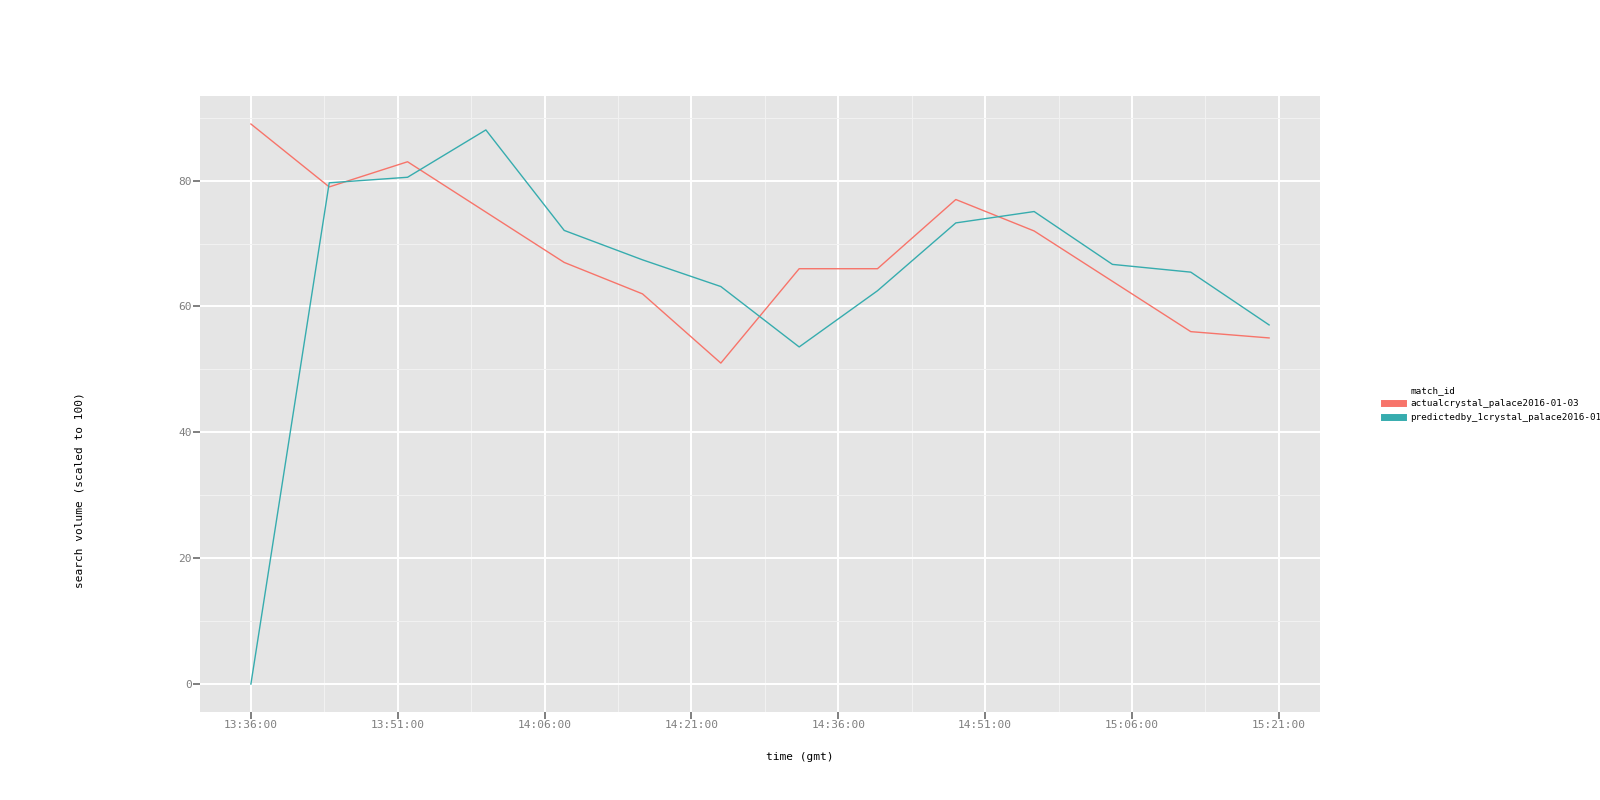 80
60
40
20
0
search volume (scaled to 100)
13:36:00 13:51:00 14:06:00 14:21:00 14:36:00 14:51:00 15:06:00 15:21:00
time (gmt)
match_id
actualcrystal_palace2016-01-03
predictedby_1crystal_palace2016-01